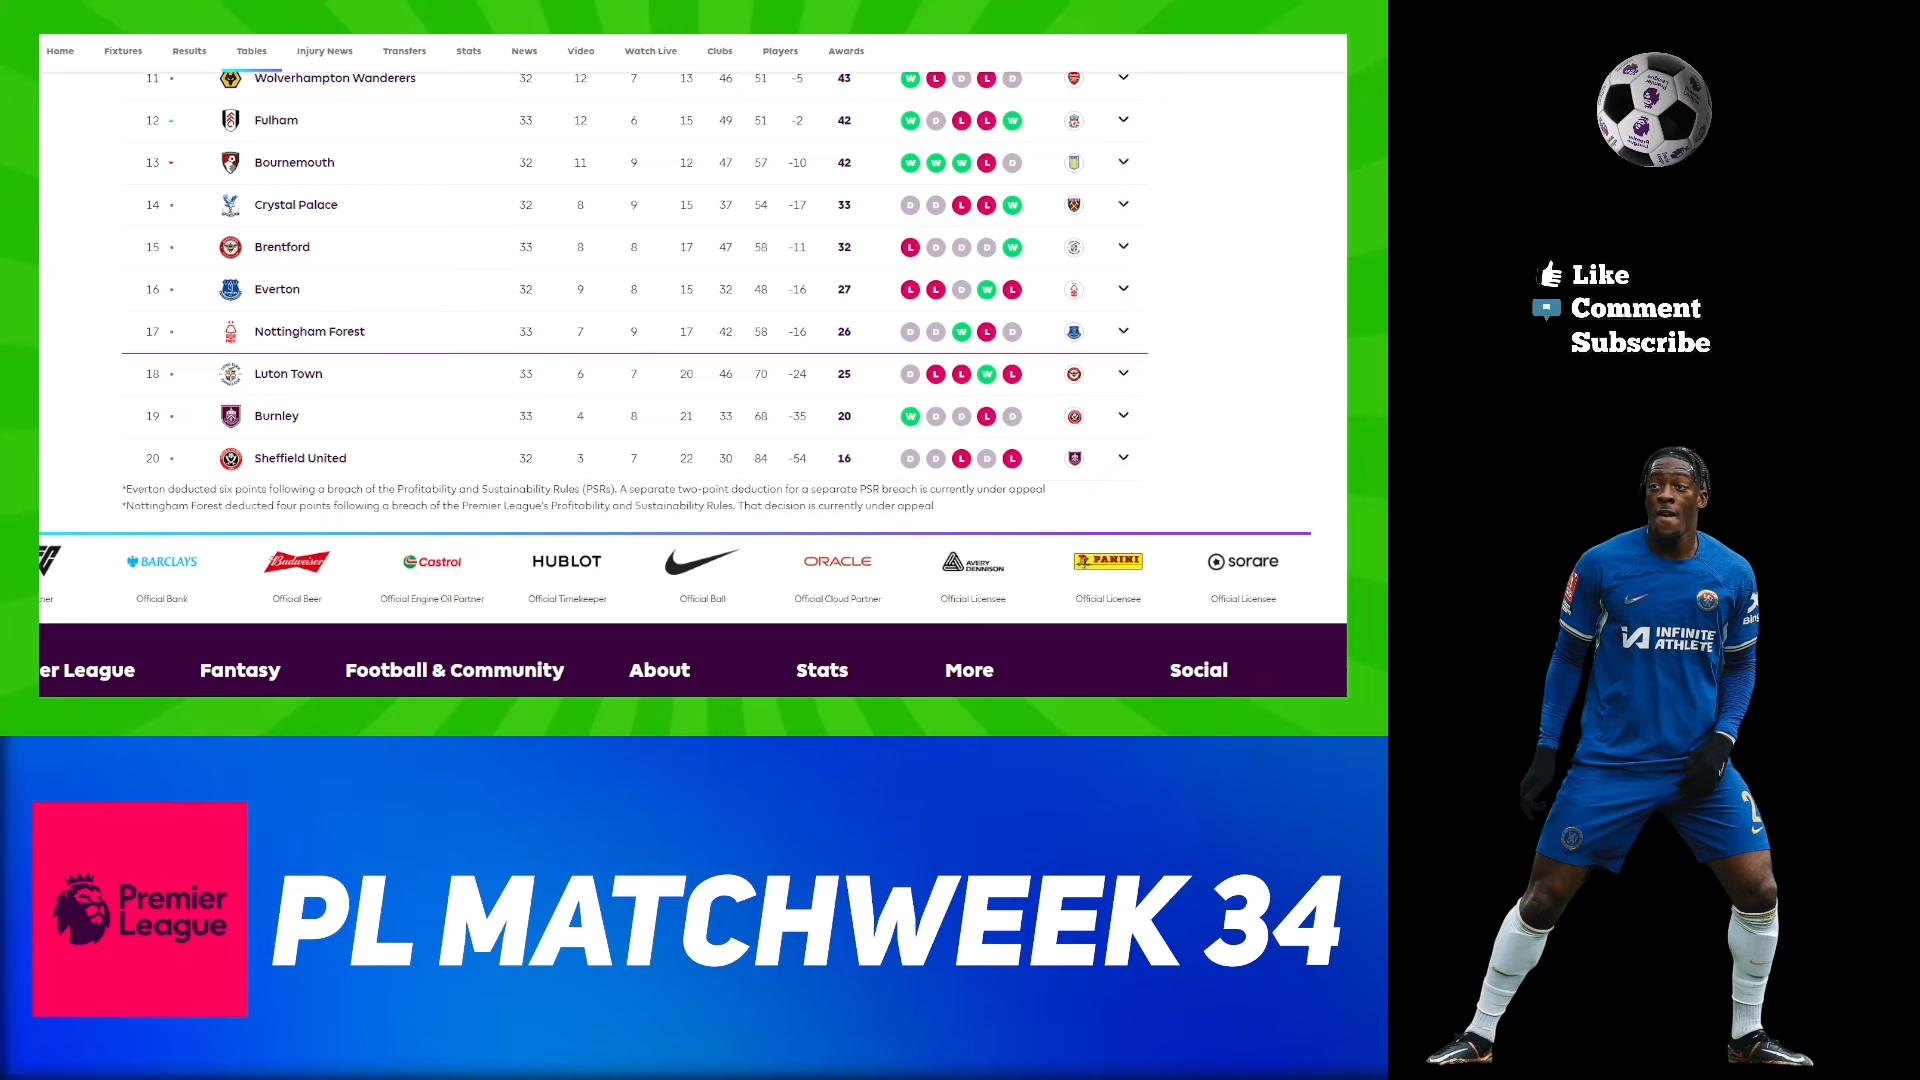 Home Fixtures Results Tables Injury News Transfers Stats News Video Watch Live Clubs Players Awards
11 Wolverhampton Wanderers 32 12 7 13 46 51 -5 43 W L D L D
12 Fulham 33 12 6 15 49 51 -2 42 W D L L W
13 Bournemouth 32 11 9 12 47 57 -10 42 W W W L D
14 Crystal Palace 32 8 9 15 37 54 -17 33 D D L L W
15 Brentford 33 8 8 17 47 58 -11 32 L D D D W
16 Everton 32 9 8 15 32 48 -16 27 L L D W L
17 Nottingham Forest 33 7 9 17 42 58 -16 26 D D W L D
18 Luton Town 33 6 7 20 46 70 -24 25 D L L W L
19 Burnley 33 4 8 21 33 68 -35 20 W D D L D
20 Sheffield United 32 3 7 22 30 84 -54 16 D D L D L
*Everton deducted six points following a breach of the Profitability and Sustainability Rules (PSRs). A separate two-point deduction for a separate PSR breach is currently under appeal
*Nottingham Forest deducted four points following a breach of the Premier League's Profitability and Sustainability Rules. That decision is currently under appeal
BARCLAYS Budweiser Castrol HUBLOT ORACLE AVERY DENNISON PANINI sorare
ner Official Bank Official Beer Official Engine Oil Partner Official Timekeeper Official Ball Official Cloud Partner Official Licensee Official Licensee Official Licensee
er League Fantasy Football & Community About Stats More Social
Premier
League
PL MATCHWEEK 34
Like
Comment
Subscribe
INFINITE
ATHLETE
2